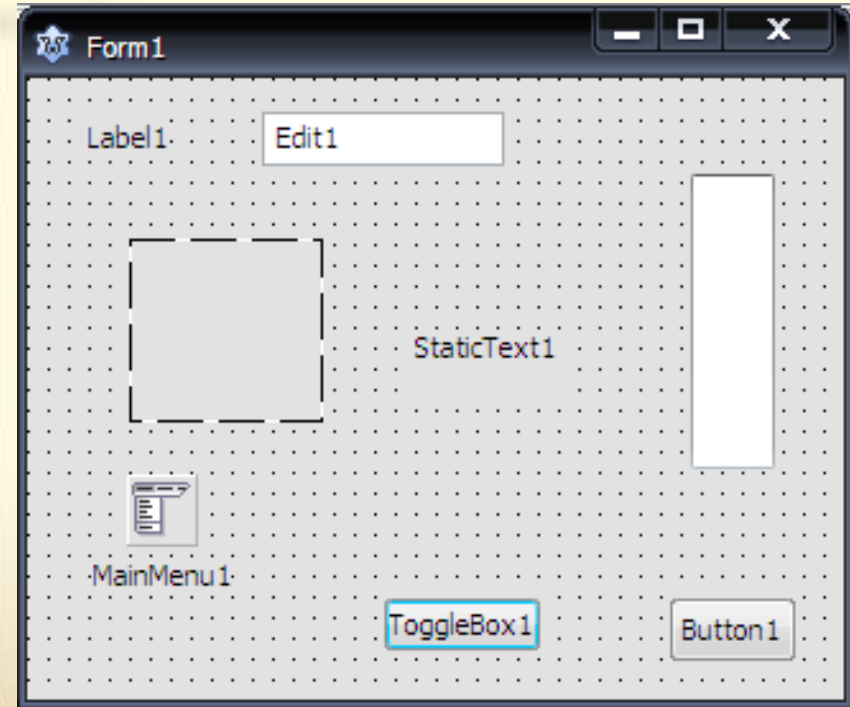 Form1
Label1
Edit1
StaticText1
MainMenu1
ToggleBox1
Button1